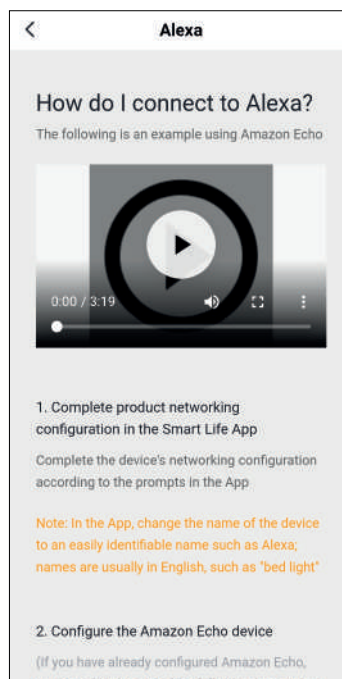 Alexa
How do I connect to Alexa?
The following is an example using Amazon Echo
0:00 / 3:19
1. Complete product networking
configuration in the Smart Life App
Complete the device's networking configuration
according to the prompts in the App
Note: In the App, change the name of the device
to an easily identifiable name such as Alexa;
names are usually in English, such as "bed light"
2. Configure the Amazon Echo device
(If you have already configured Amazon Echo,